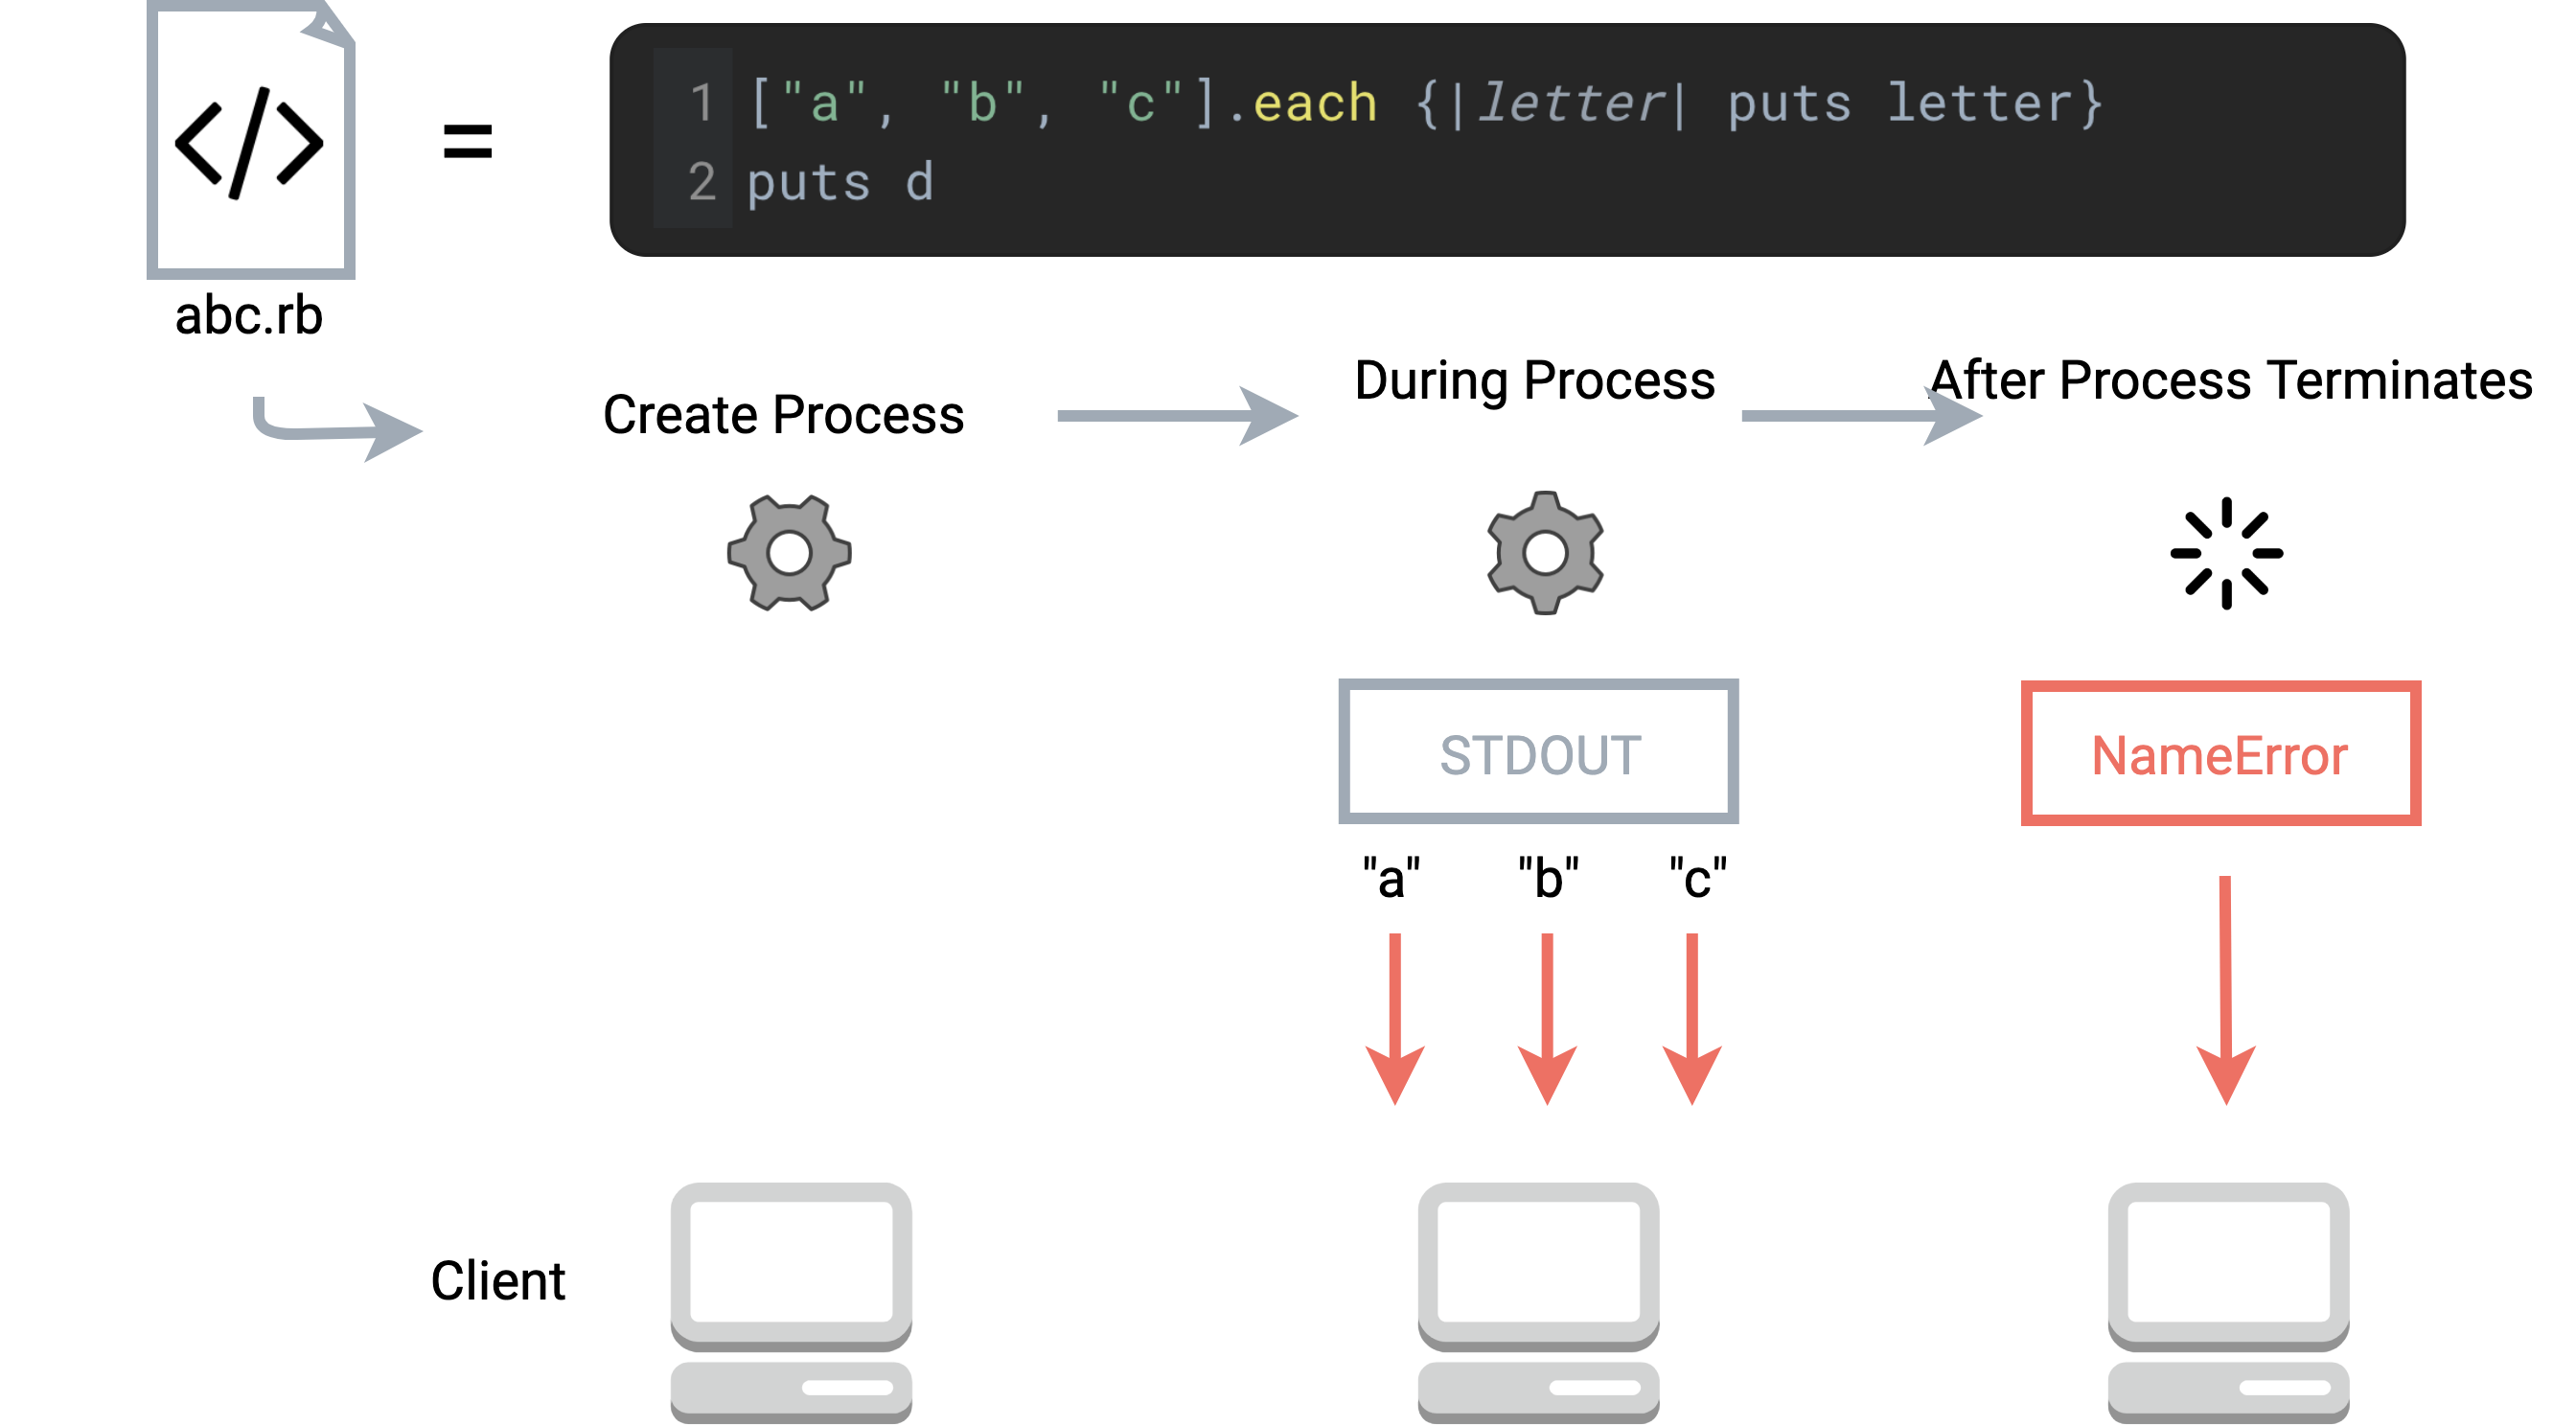 1 ["a", "b", "c"].each {|letter| puts letter}
2 puts d
abc.rb
Create Process
During Process
After Process Terminates
STDOUT
NameError
"a" "b" "c"
Client